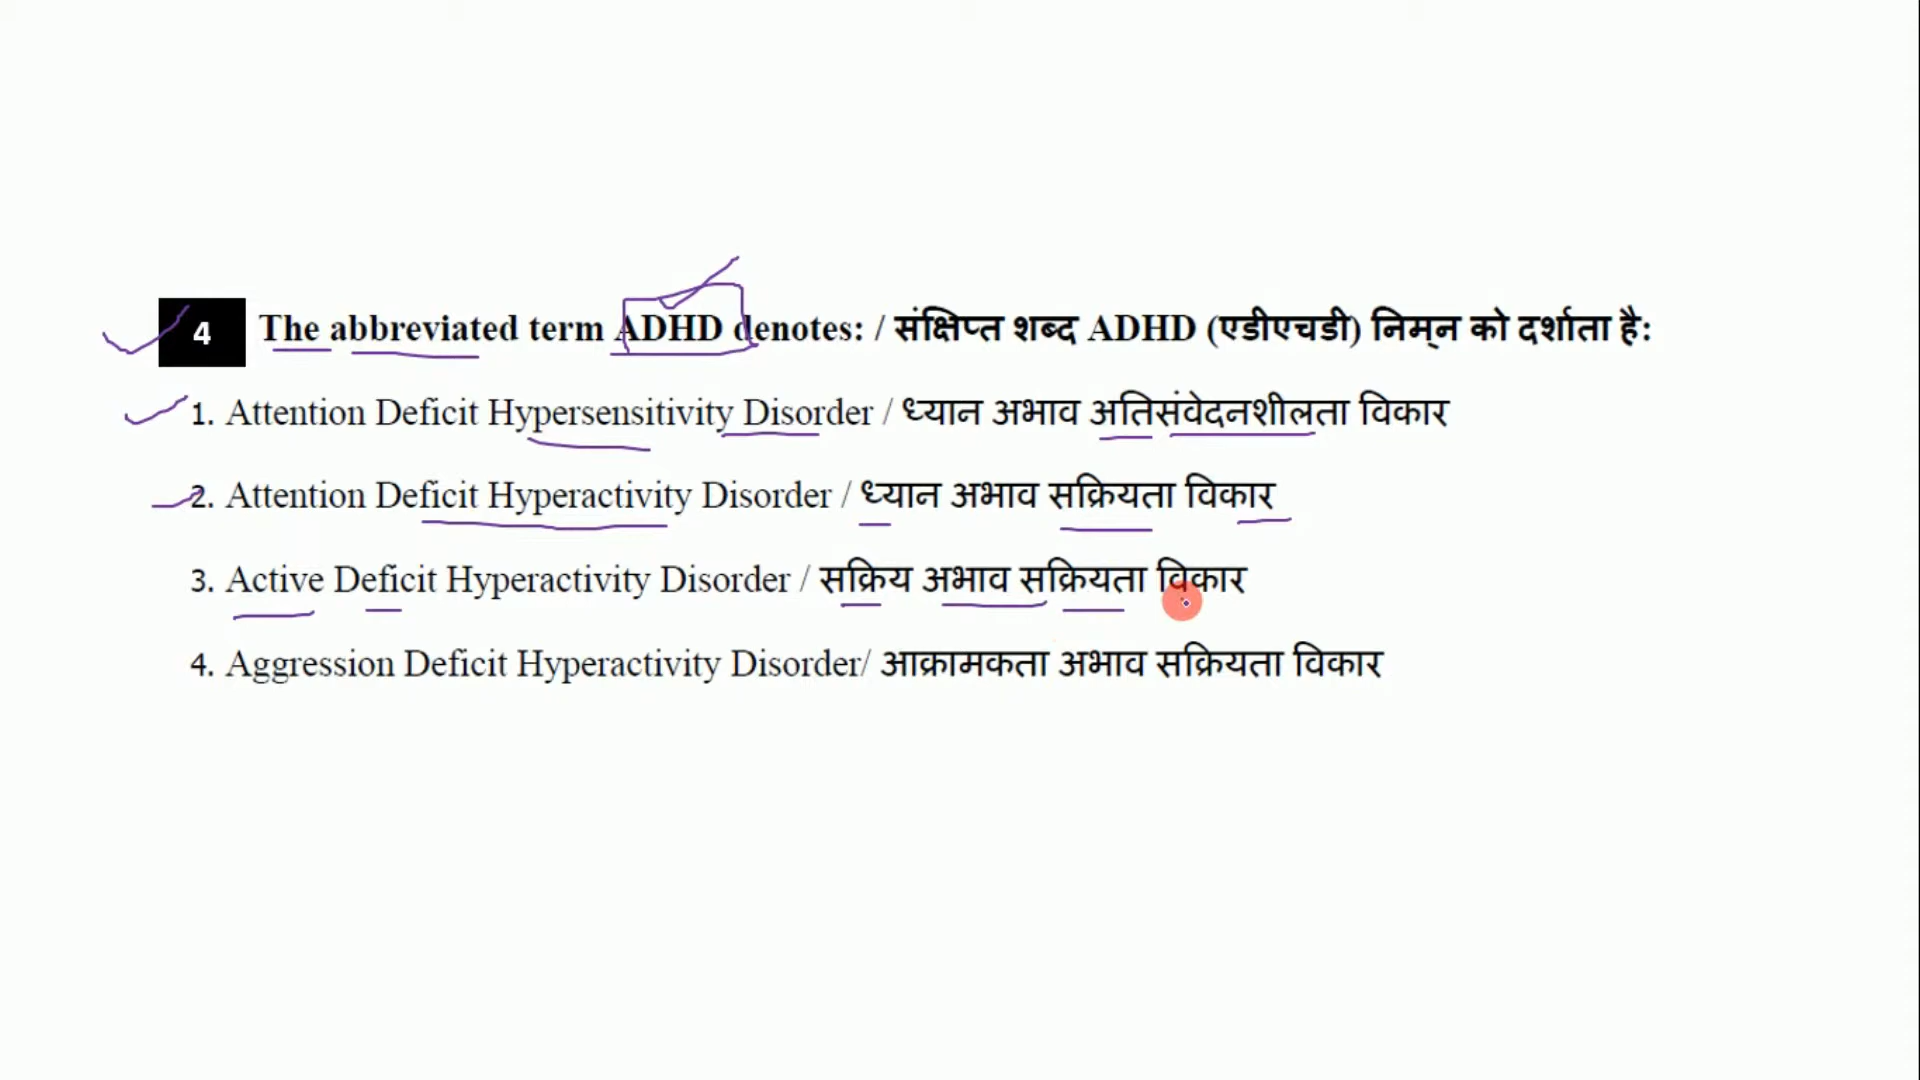 4 The abbreviated term ADHD denotes: / संक्षिप्त शब्द ADHD (एडीएचडी) निम्न को दर्शाता है:
1. Attention Deficit Hypersensitivity Disorder / ध्यान अभाव अतिसंवेदनशीलता विकार
2. Attention Deficit Hyperactivity Disorder / ध्यान अभाव सक्रियता विकार
3. Active Deficit Hyperactivity Disorder / सक्रिय अभाव सक्रियता विकार
4. Aggression Deficit Hyperactivity Disorder/ आक्रामकता अभाव सक्रियता विकार